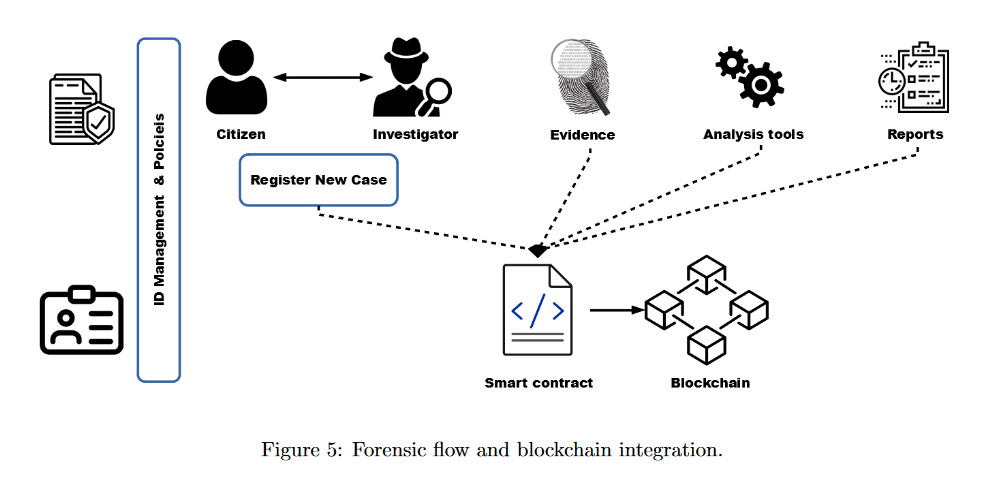 ID Management & Polcieis
Citizen
Investigator
Evidence
Analysis tools
Reports
Register New Case
</>
Smart contract
Blockchain
Figure 5: Forensic flow and blockchain integration.